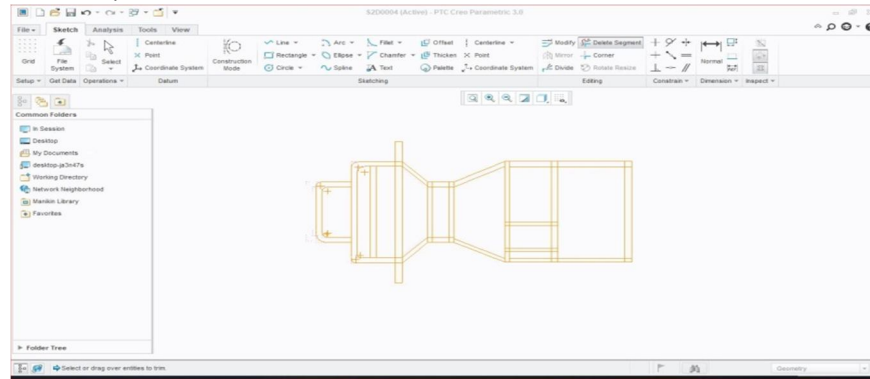 S2D0004 (Active) - PTC Creo Parametric 3.0
File Sketch Analysis Tools View
Line Arc Fillet Offset Centerline Modify Delete Segment
Centerline
Rectangle Ellipse Chamfer Thicken Point Mirror Corner
Point
Circle Spline Text Palette Coordinate System Divide Rotate Resize
Coordinate System
Grid File System Select Construction Mode Normal
Setup Get Data Operations Datum Sketching Editing Constrain Dimension Inspect
Common Folders
In Session
Desktop
My Documents
desktop-ja3n47s
Working Directory
Network Neighborhood
Manikin Library
Favorites
Folder Tree
Select or drag over entities to trim.
Geometry